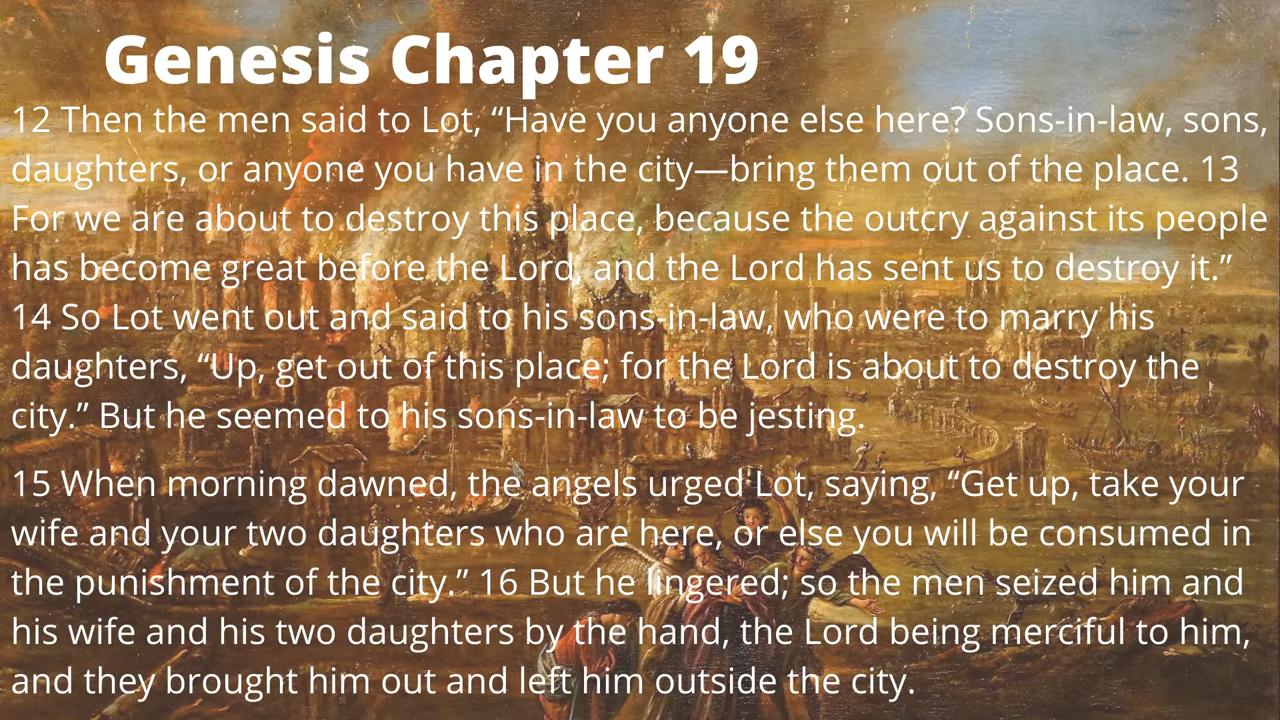 Genesis Chapter 19
12 Then the men said to Lot, “Have you anyone else here? Sons-in-law, sons,
daughters, or anyone you have in the city—bring them out of the place. 13
For we are about to destroy this place, because the outcry against its people
has become great before the Lord, and the Lord has sent us to destroy it.”
14 So Lot went out and said to his sons-in-law, who were to marry his
daughters, “Up, get out of this place; for the Lord is about to destroy the
city.” But he seemed to his sons-in-law to be jesting.
15 When morning dawned, the angels urged Lot, saying, “Get up, take your
wife and your two daughters who are here, or else you will be consumed in
the punishment of the city.” 16 But he lingered; so the men seized him and
his wife and his two daughters by the hand, the Lord being merciful to him,
and they brought him out and left him outside the city.